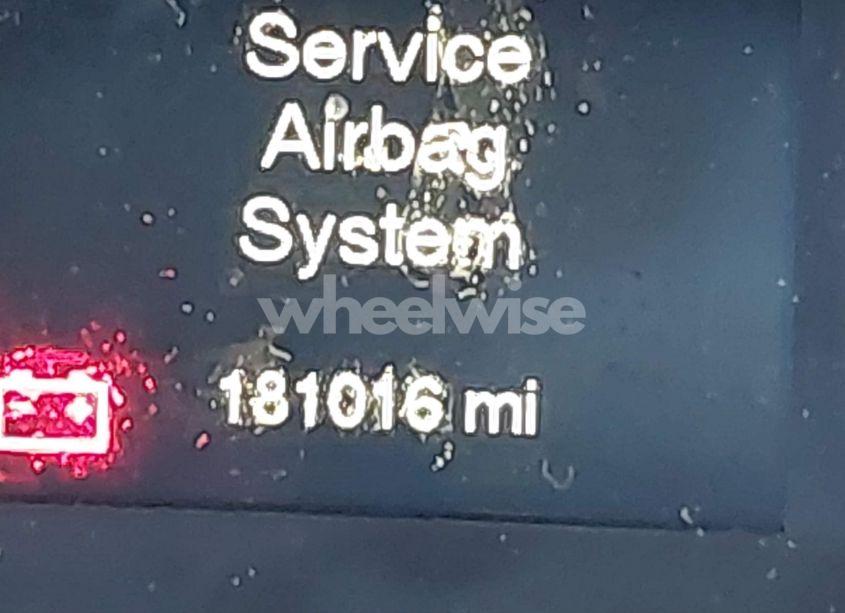 Service
Airbag
System
wheelwise
181016 mi